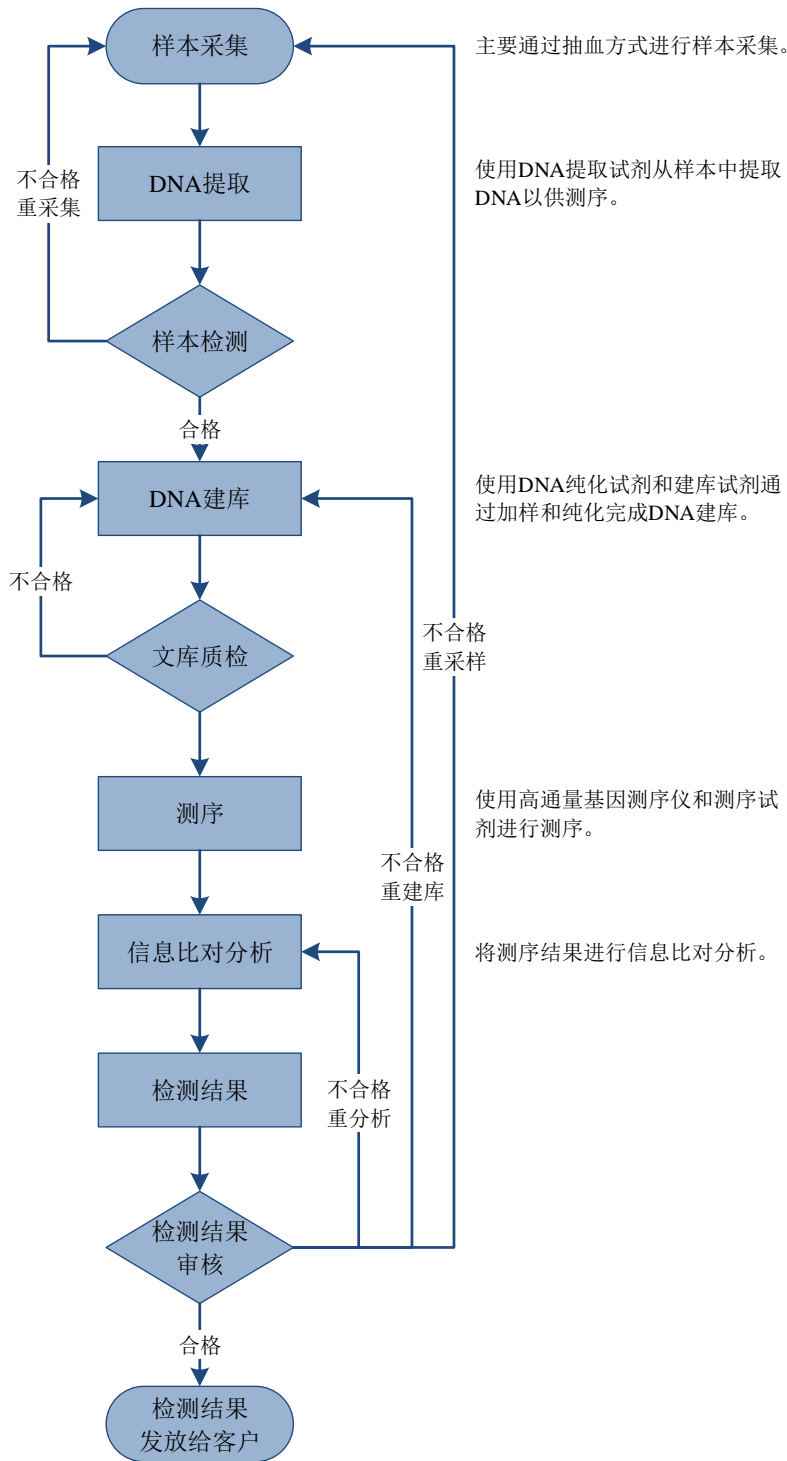 样本采集
主要通过抽血方式进行样本采集。
不合格
重采集
DNA提取
使用DNA提取试剂从样本中提取
DNA以供测序。
样本检测
合格
DNA建库
使用DNA纯化试剂和建库试剂通
过加样和纯化完成DNA建库。
不合格
文库质检
不合格
重采样
测序
使用高通量基因测序仪和测序试
剂进行测序。
不合格
重建库
信息比对分析
将测序结果进行信息比对分析。
检测结果
不合格
重分析
检测结果
审核
合格
检测结果
发放给客户